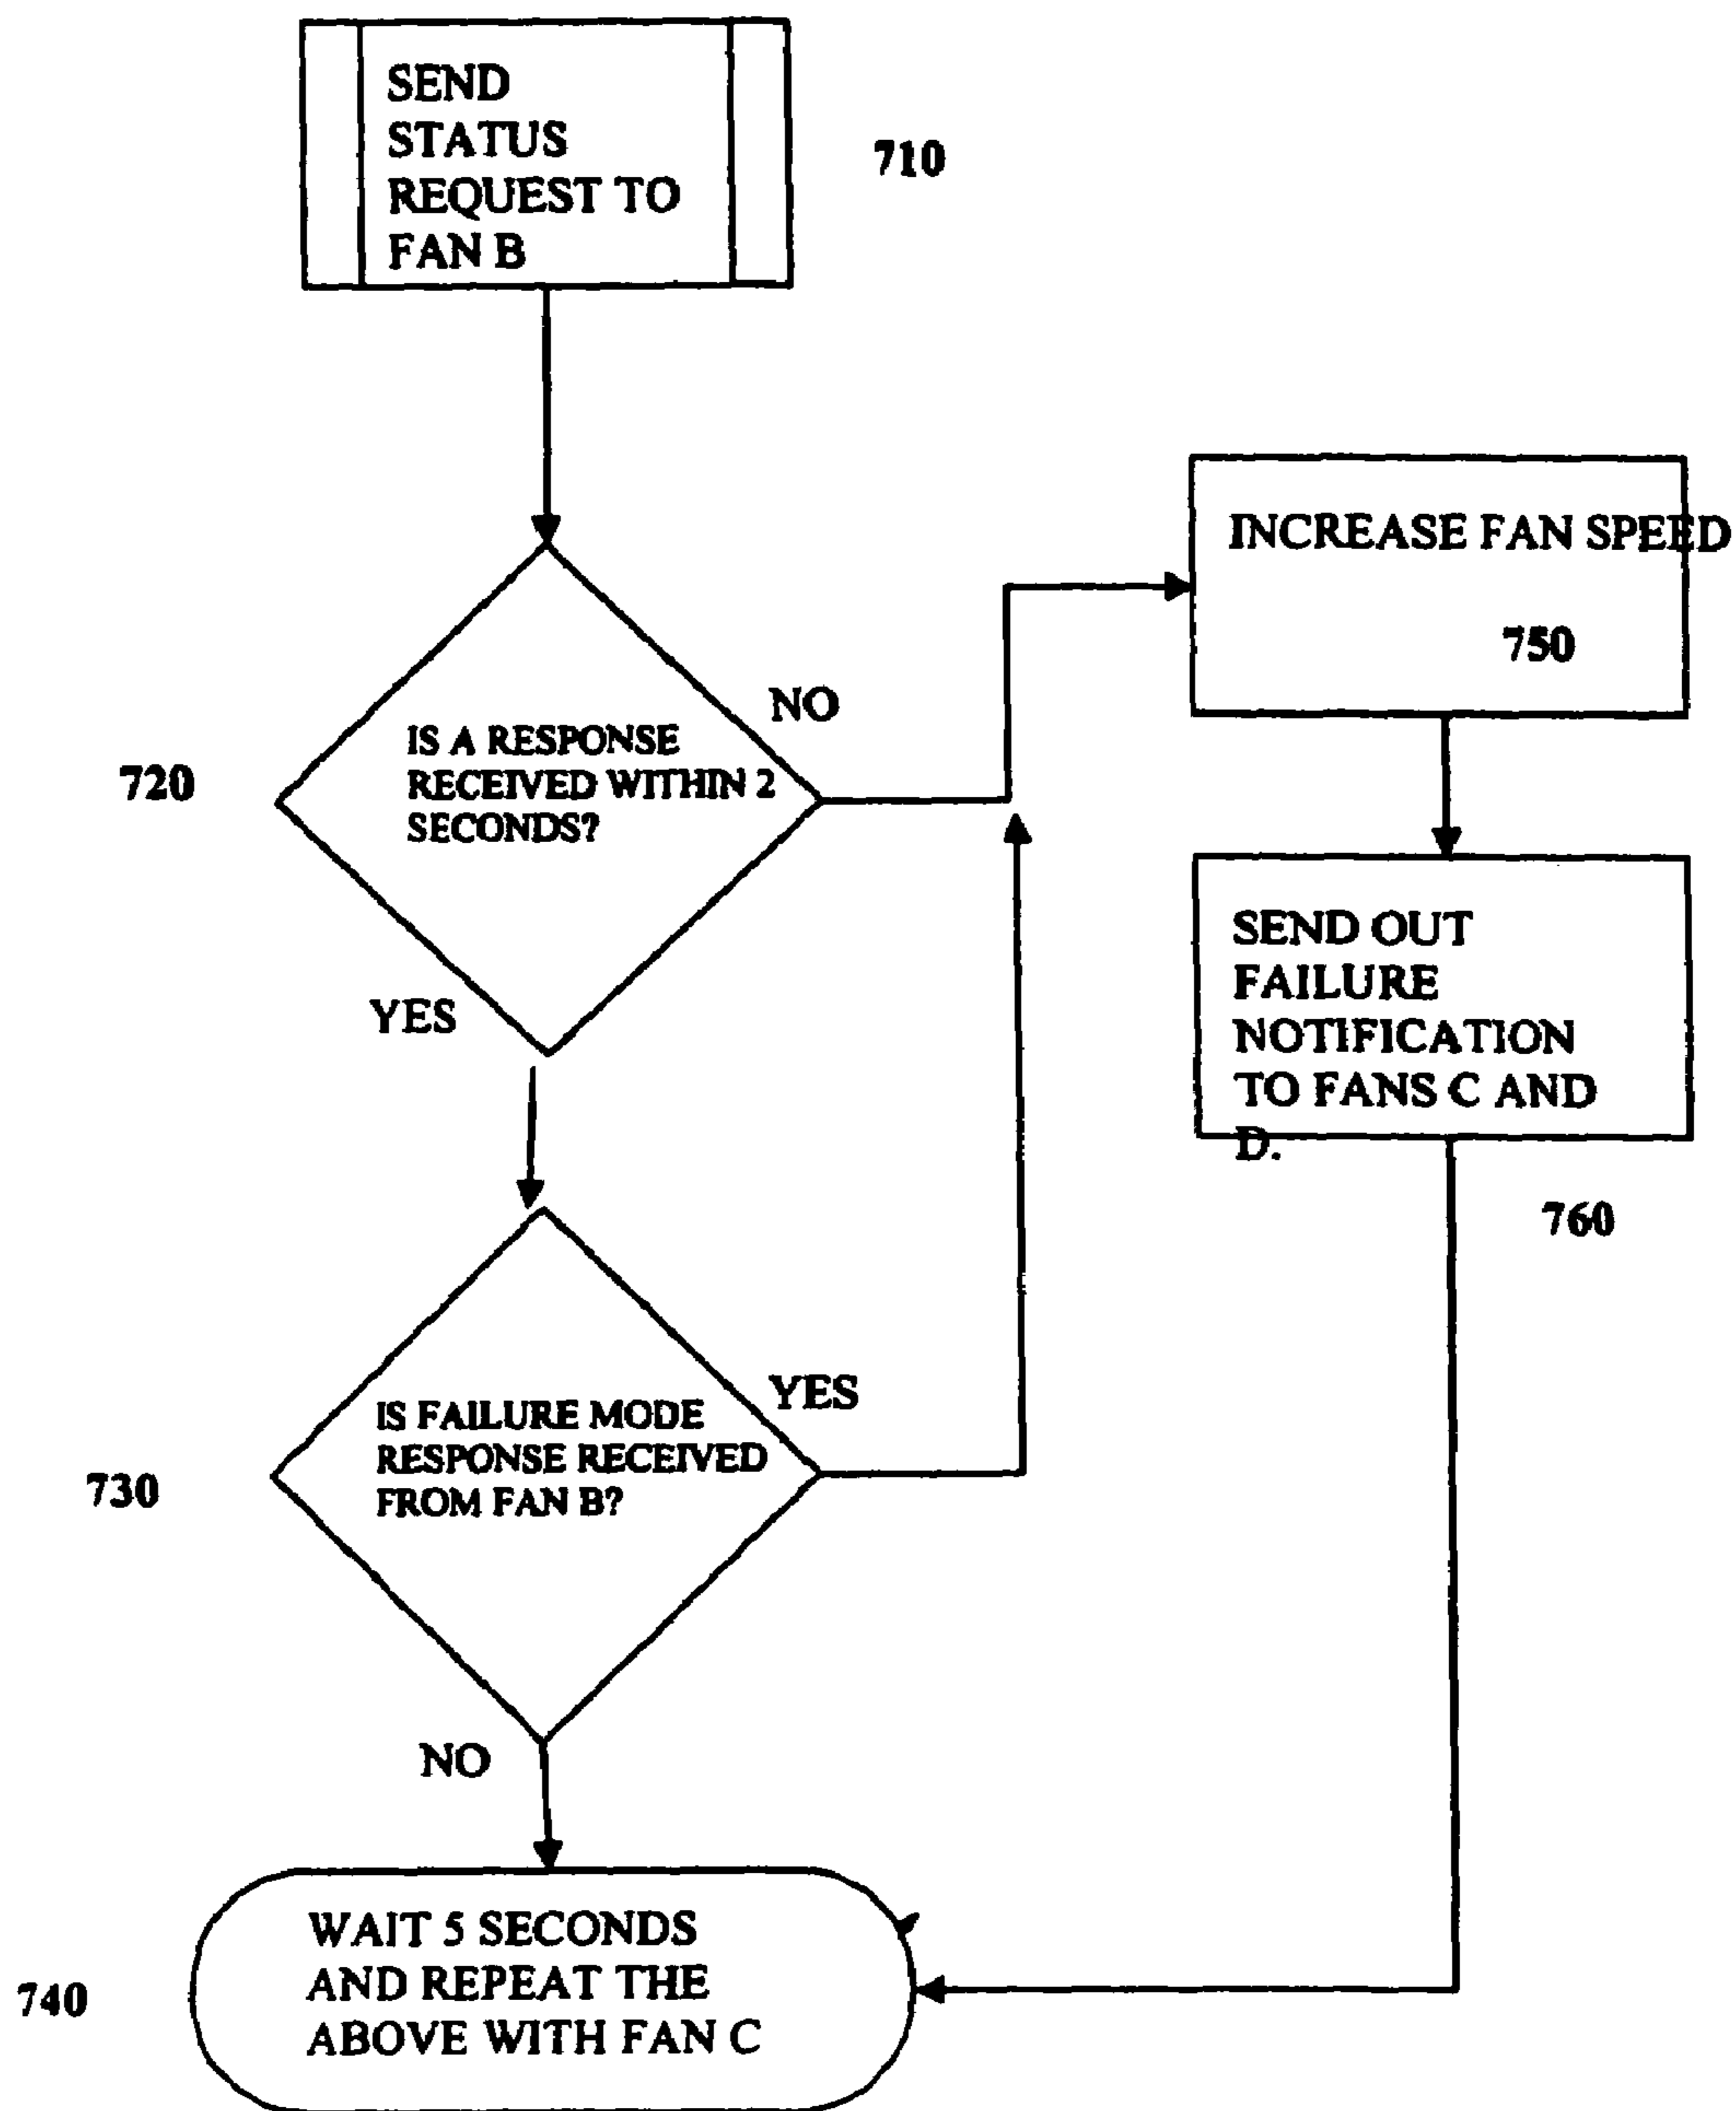 SEND
STATUS
REQUEST TO
FAN B
710
INCREASE FAN SPEED
750
NO
IS A RESPONSE
RECEIVED WITHIN 2
SECONDS?
720
YES
SEND OUT
FAILURE
NOTIFICATION
TO FANS C AND
D.
760
YES
IS FAILURE MODE
RESPONSE RECEIVED
FROM FAN B?
730
NO
WAIT 5 SECONDS
AND REPEAT THE
ABOVE WITH FAN C
740